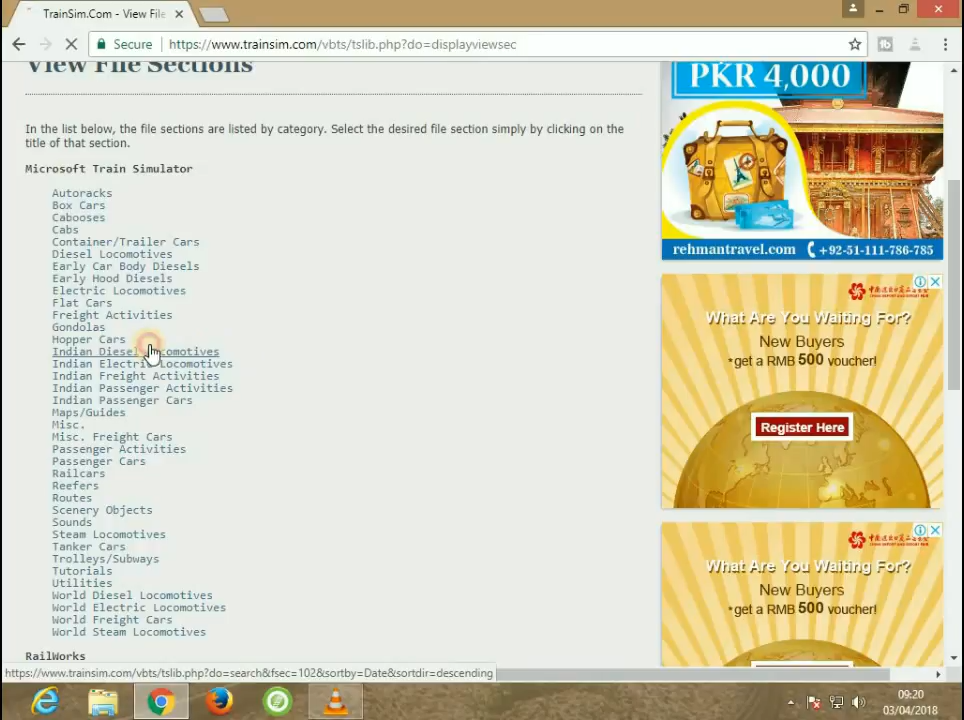 TrainSim.Com - View File
Secure
https://www.trainsim.com/vbts/tslib.php?do=displayviewsec
View File Sections
In the list below, the file sections are listed by category. Select the desired file section simply by clicking on the
title of that section.
Microsoft Train Simulator
Autoracks
Box Cars
Cabooses
Cabs
Container/Trailer Cars
Diesel Locomotives
Early Car Body Diesels
Early Hood Diesels
Electric Locomotives
Flat Cars
Freight Activities
Gondolas
Hopper Cars
Indian Diesel Locomotives
Indian Electric Locomotives
Indian Freight Activities
Indian Passenger Activities
Indian Passenger Cars
Maps/Guides
Misc.
Misc. Freight Cars
Passenger Activities
Passenger Cars
Railcars
Reefers
Routes
Scenery Objects
Sounds
Steam Locomotives
Tanker Cars
Trolleys/Subways
Tutorials
Utilities
World Diesel Locomotives
World Electric Locomotives
World Freight Cars
World Steam Locomotives
RailWorks
PKR 4,000
rehmantravel.com +92-51-111-786-785
What Are You Waiting For?
New Buyers
*get a RMB 500 voucher!
Register Here
What Are You Waiting For?
New Buyers
*get a RMB 500 voucher!
https://www.trainsim.com/vbts/tslib.php?do=search&fsec=102&sortby=Date&sortdir=descending
09:20
03/04/2018